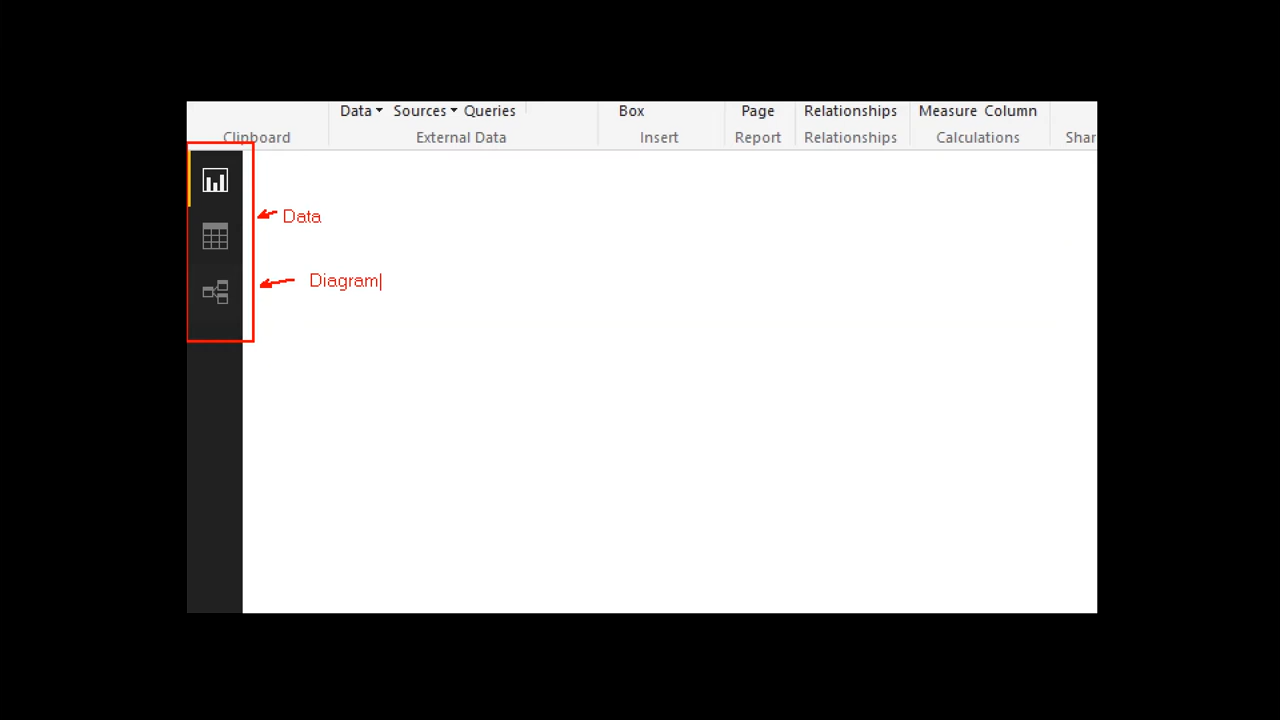 Data Sources Queries Box Page Relationships Measure Column
Clipboard External Data Insert Report Relationships Calculations Shar
Data
Diagram